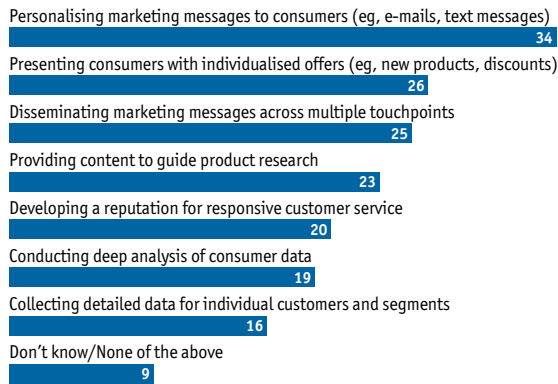 Personalising marketing messages to consumers (eg, e-mails, text messages)
34
Presenting consumers with individualised offers (eg, new products, discounts)
26
Disseminating marketing messages across multiple touchpoints
25
Providing content to guide product research
23
Developing a reputation for responsive customer service
20
Conducting deep analysis of consumer data
19
Collecting detailed data for individual customers and segments
16
Don’t know/None of the above
9